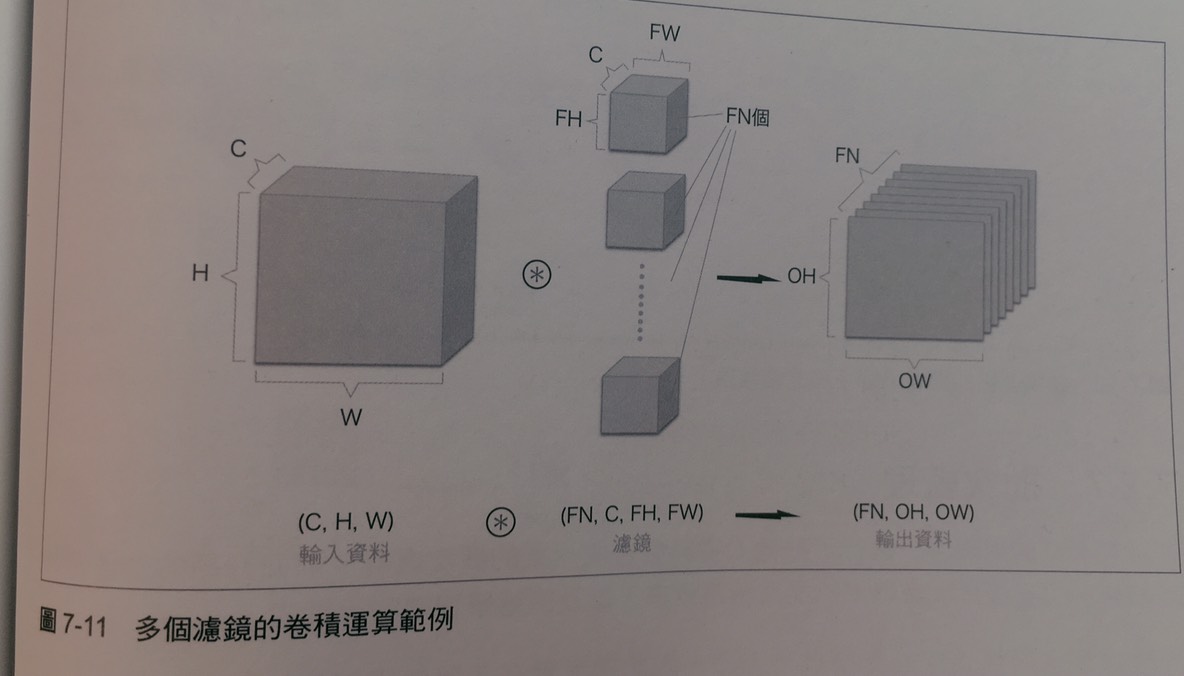 FW
C
FH
FN個
C
H
W
FN
OH
OW
(C, H, W)
(FN, C, FH, FW)
(FN, OH, OW)
輸入資料
濾鏡
輸出資料
圖 7-11 多個濾鏡的卷積運算範例